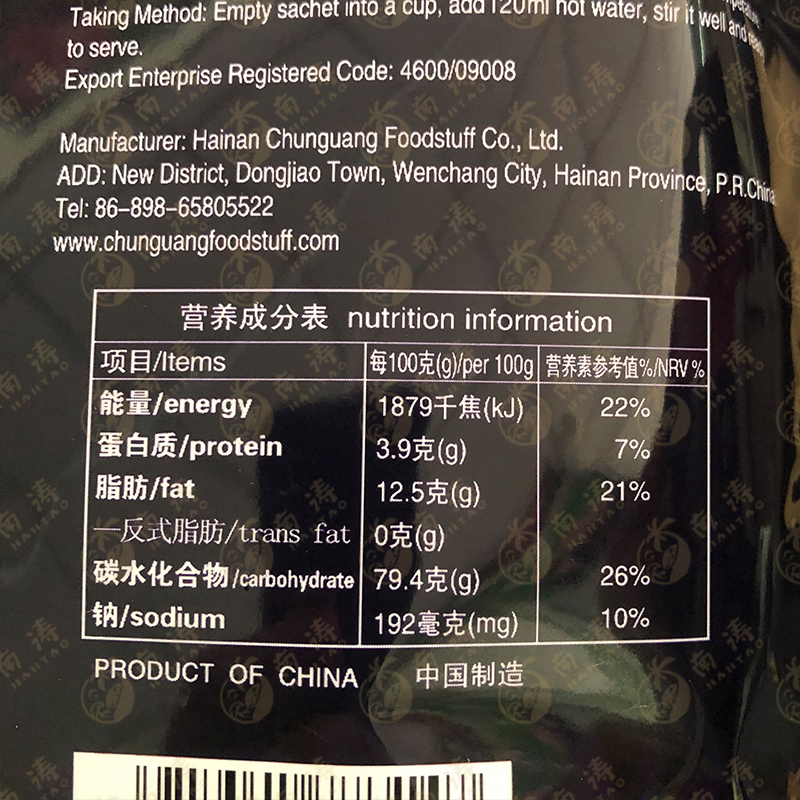 Taking Method: Empty sachet into a cup, add 120ml hot water, stir it well and
to serve.
Export Enterprise Registered Code: 4600/09008
Manufacturer: Hainan Chunguang Foodstuff Co., Ltd.
ADD: New District, Dongjiao Town, Wenchang City, Hainan Province, P.R.China
Tel: 86-898-65805522
www.chunguangfoodstuff.com
营养成分表 nutrition information
项目/Items 每100克(g)/per 100g 营养素参考值%/NRV %
能量/energy 1879千焦(kJ) 22%
蛋白质/protein 3.9克(g) 7%
脂肪/fat 12.5克(g) 21%
—反式脂肪/trans fat 0克(g)
碳水化合物/carbohydrate 79.4克(g) 26%
钠/sodium 192毫克(mg) 10%
PRODUCT OF CHINA 中国制造
南涛
HANTAO